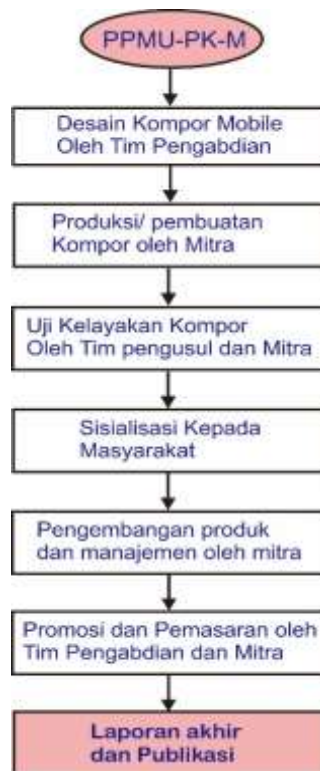 PPMU-PK-M
Desain Kompor Mobile
Oleh Tim Pengabdian
Produksi/ pembuatan
Kompor oleh Mitra
Uji Kelayakan Kompor
Oleh Tim pengusul dan Mitra
Sisialisasi Kepada
Masyarakat
Pengembangan produk
dan manajemen oleh mitra
Promosi dan Pemasaran oleh
Tim Pengabdian dan Mitra
Laporan akhir
dan Publikasi